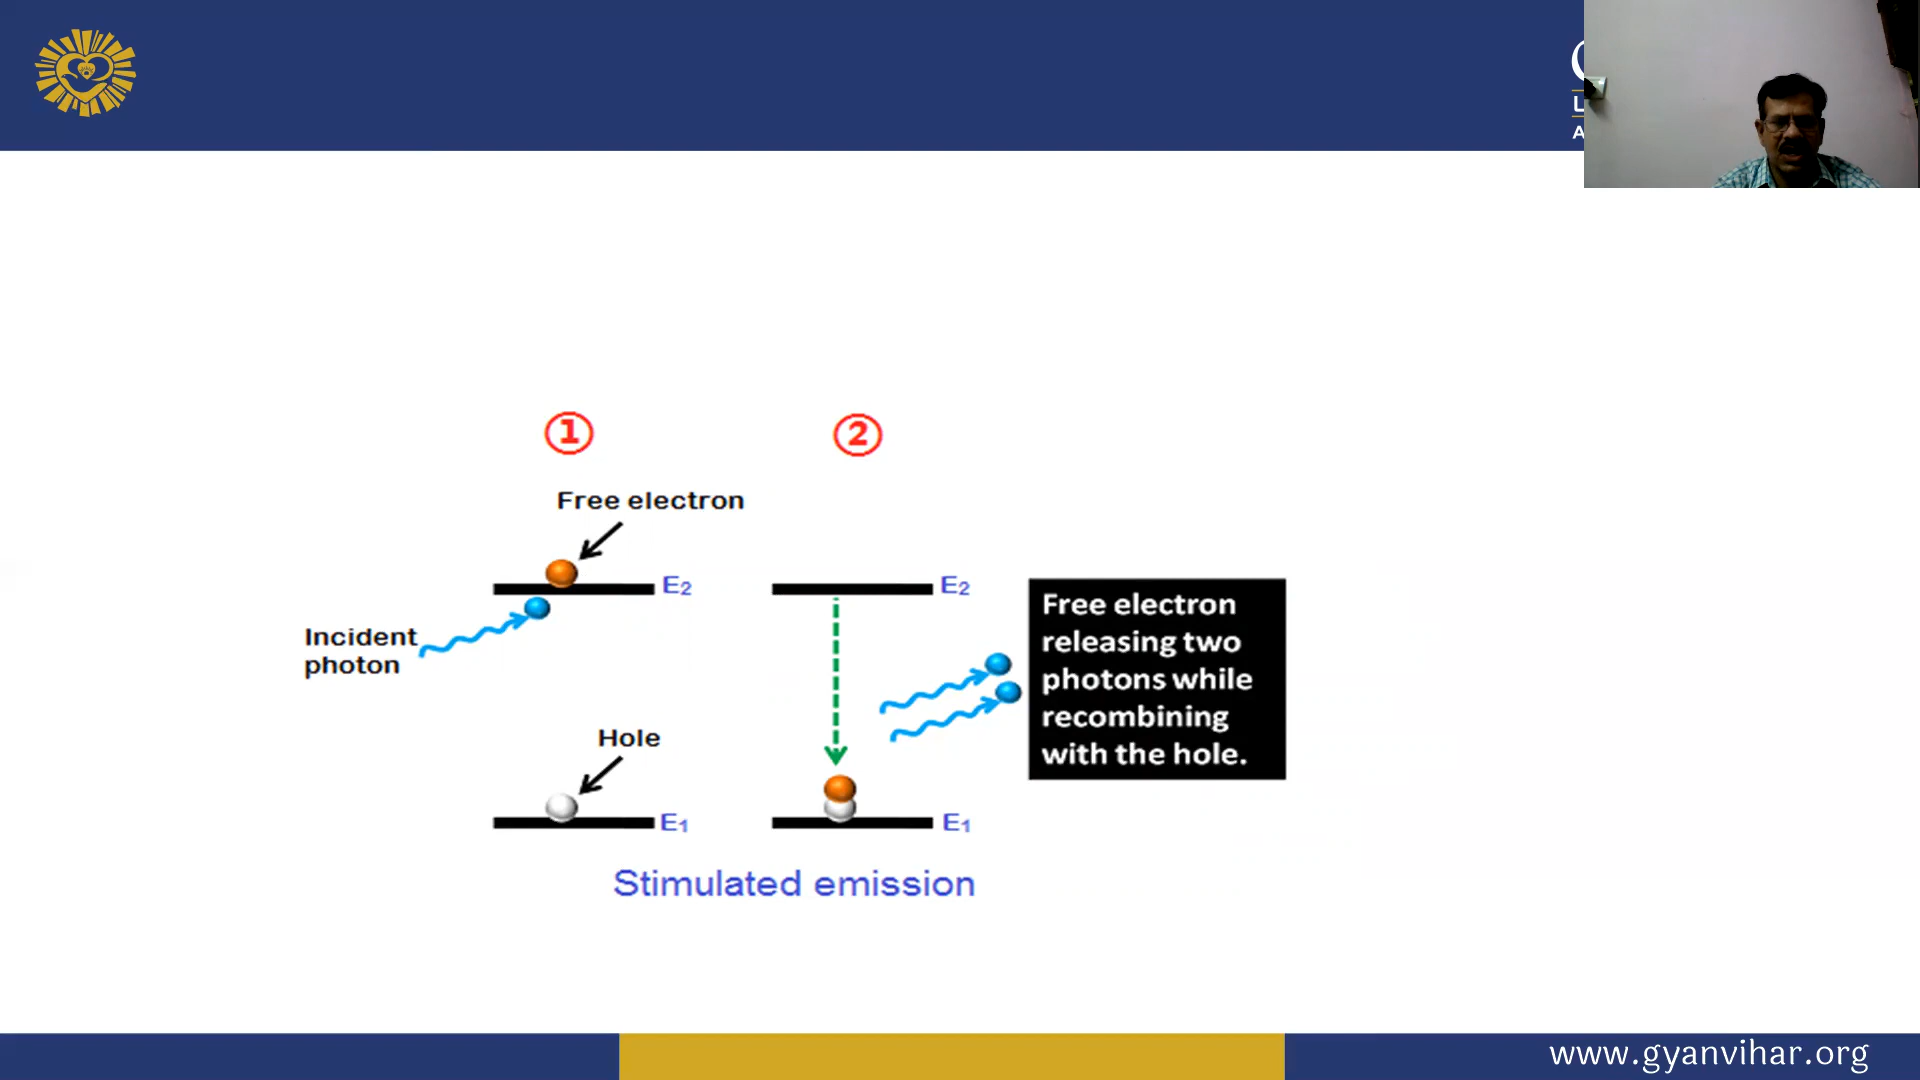 ①
②
Free electron
E2
E2
Incident
photon
Free electron
releasing two
photons while
recombining
with the hole.
Hole
E1
E1
Stimulated emission
www.gyanvihar.org